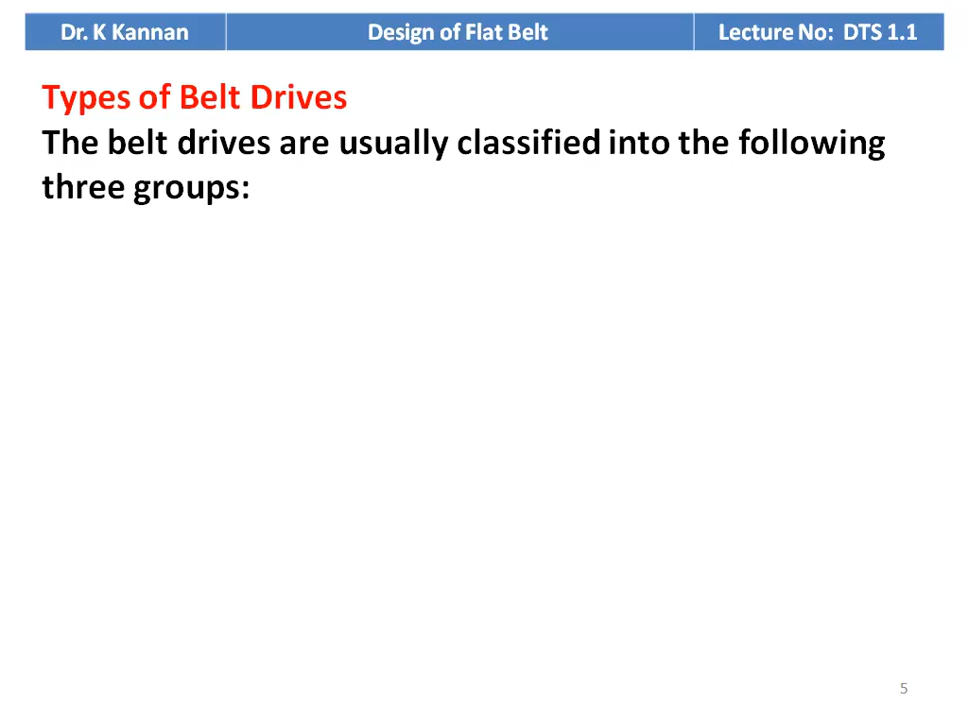 Dr. K Kannan
Design of Flat Belt
Lecture No: DTS 1.1
Types of Belt Drives
The belt drives are usually classified into the following
three groups:
5